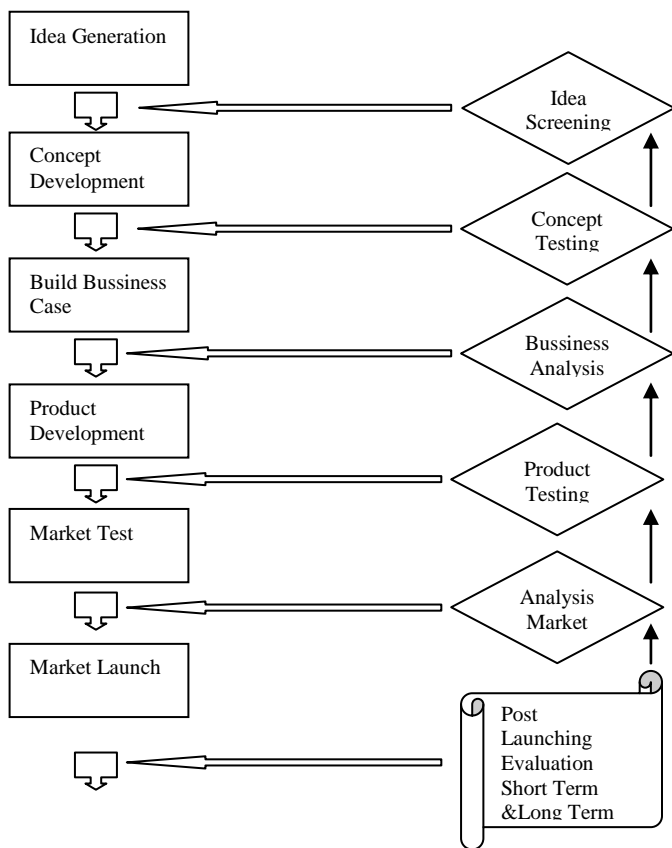 Idea Generation
Idea
Screening
Concept
Development
Concept
Testing
Build Bussiness
Case
Bussiness
Analysis
Product
Development
Product
Testing
Market Test
Analysis
Market
Market Launch
Post
Launching
Evaluation
Short Term
&Long Term